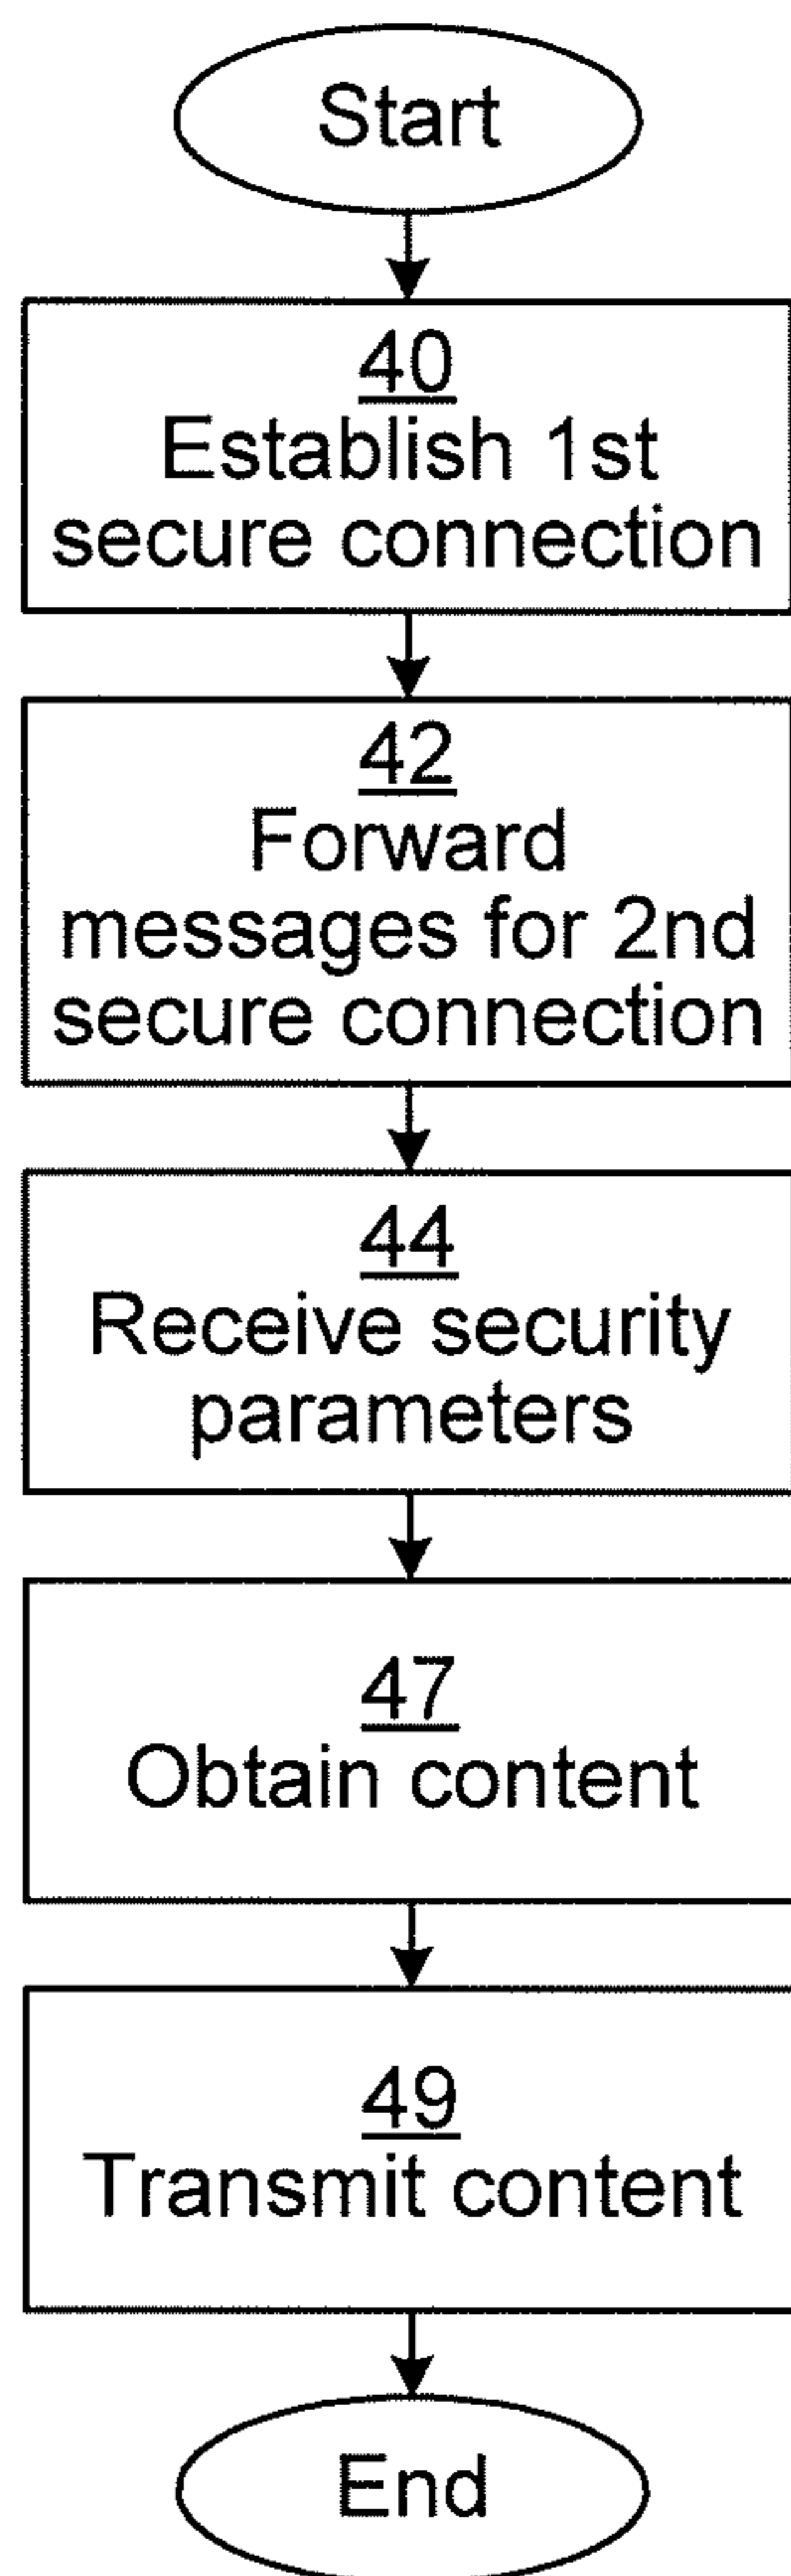 Start
40
Establish 1st
secure connection
42
Forward
messages for 2nd
secure connection
44
Receive security
parameters
47
Obtain content
49
Transmit content
End